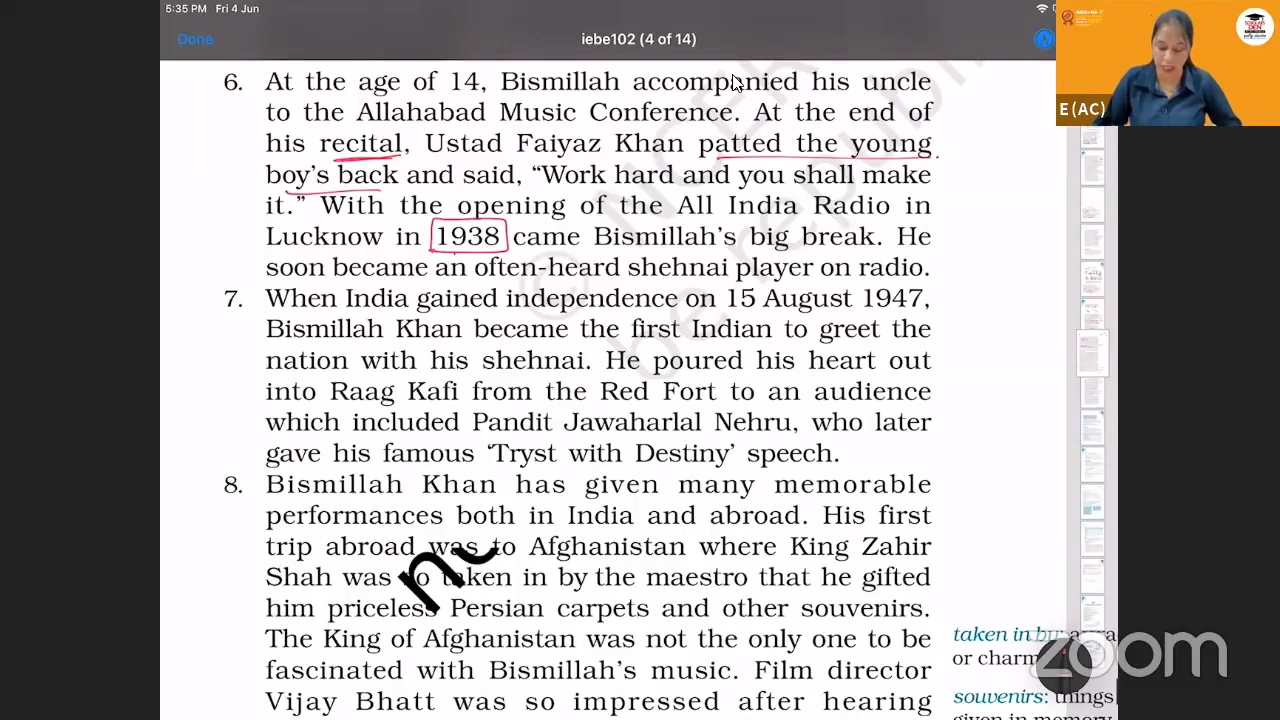 5:35 PM Fri 4 Jun
Done
iebe102 (4 of 14)
6. At the age of 14, Bismillah accompanied his uncle
to the Allahabad Music Conference. At the end of
his recital, Ustad Faiyaz Khan patted the young
boy's back and said, “Work hard and you shall make
it.” With the opening of the All India Radio in
Lucknow in 1938 came Bismillah's big break. He
soon became an often-heard shehnai player on radio.
7. When India gained independence on 15 August 1947,
Bismillah Khan became the first Indian to greet the
nation with his shehnai. He poured his heart out
into Raag Kafi from the Red Fort to an audience
which included Pandit Jawaharlal Nehru, who later
gave his famous ‘Tryst with Destiny’ speech.
8. Bismillah Khan has given many memorable
performances both in India and abroad. His first
trip abroad was to Afghanistan where King Zahir
Shah was so taken in by the maestro that he gifted
him priceless Persian carpets and other souvenirs.
The King of Afghanistan was not the only one to be
fascinated with Bismillah's music. Film director
Vijay Bhatt was so impressed after hearing
taken in by:
or charm
souvenirs: things
given in memory
E (AC)
SCHOLARS DEN
zoom